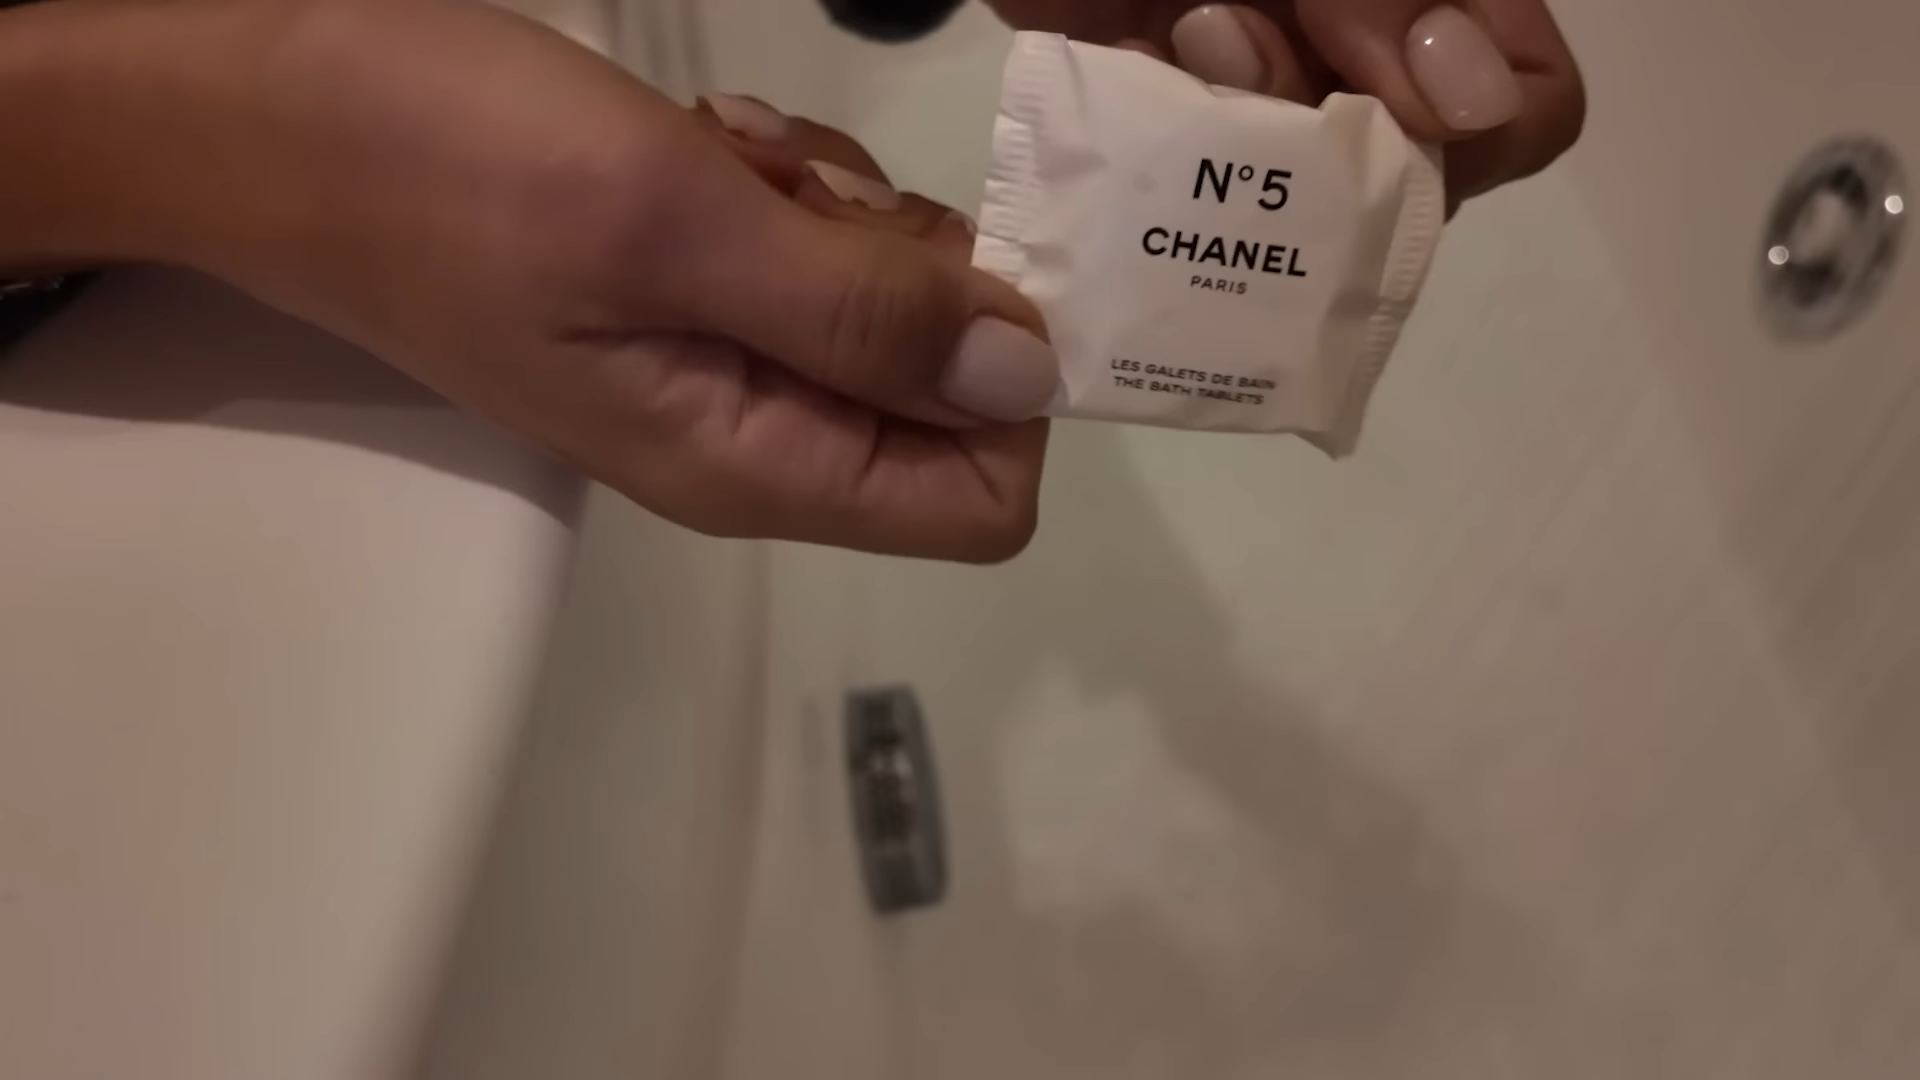 N°5
CHANEL
PARIS
LES GALETS DE BAIN
THE BATH TABLETS